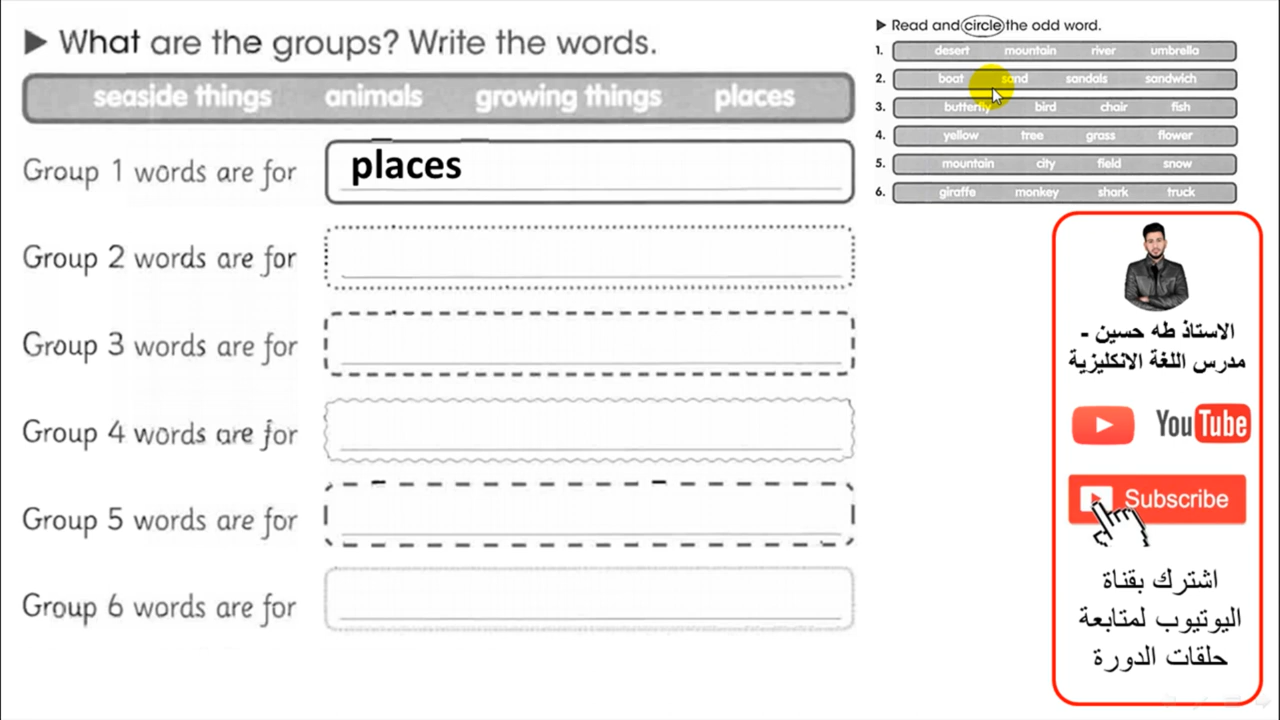 ▶ What are the groups? Write the words.
seaside things animals growing things places
Group 1 words are for places
Group 2 words are for
Group 3 words are for
Group 4 words are for
Group 5 words are for
Group 6 words are for
▶ Read and circle the odd word.
1. desert mountain river umbrella
2. boat sand sandals sandwich
3. butterfly bird chair fish
4. yellow tree grass flower
5. mountain city field snow
6. giraffe monkey shark truck
الاستاذ طه حسين -
مدرس اللغة الانكليزية
YouTube
Subscribe
اشترك بقناة
اليوتيوب لمتابعة
حلقات الدورة